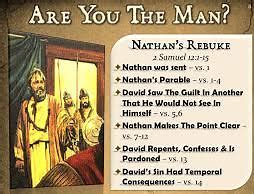 Are You The Man?
Nathan's Rebuke
2 Samuel 12:1-15
Nathan was sent – vs. 1
Nathan's Parable – vs. 1-4
David Saw The Guilt In Another
That He Would Not See In
Himself – vs. 5,6
Nathan Makes The Point Clear –
vs. 7-12
David Repents, Confesses & Is
Pardoned – vs. 13
David's Sin Had Temporal
Consequences – vs. 14